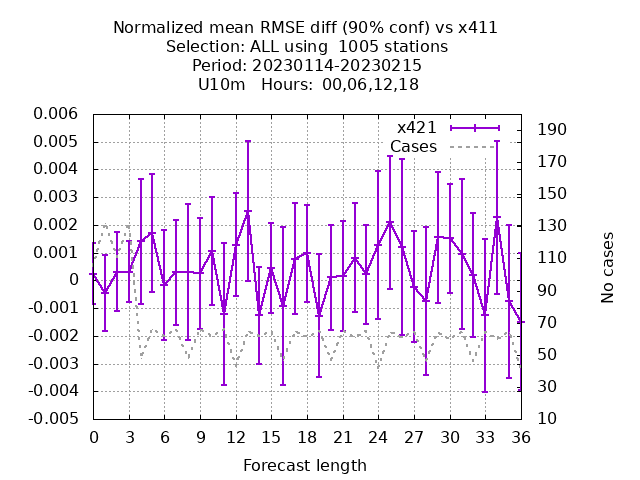 Normalized mean RMSE diff (90% conf) vs x411
Selection: ALL using  1005 stations
Period: 20230114-20230215
U10m   Hours:  00,06,12,18
0.006
0.005
0.004
0.003
0.002
0.001
0
-0.001
-0.002
-0.003
-0.004
-0.005
x421
Cases
190
170
150
130
110
90
70
50
30
10
No cases
0 3 6 9 12 15 18 21 24 27 30 33 36
Forecast length